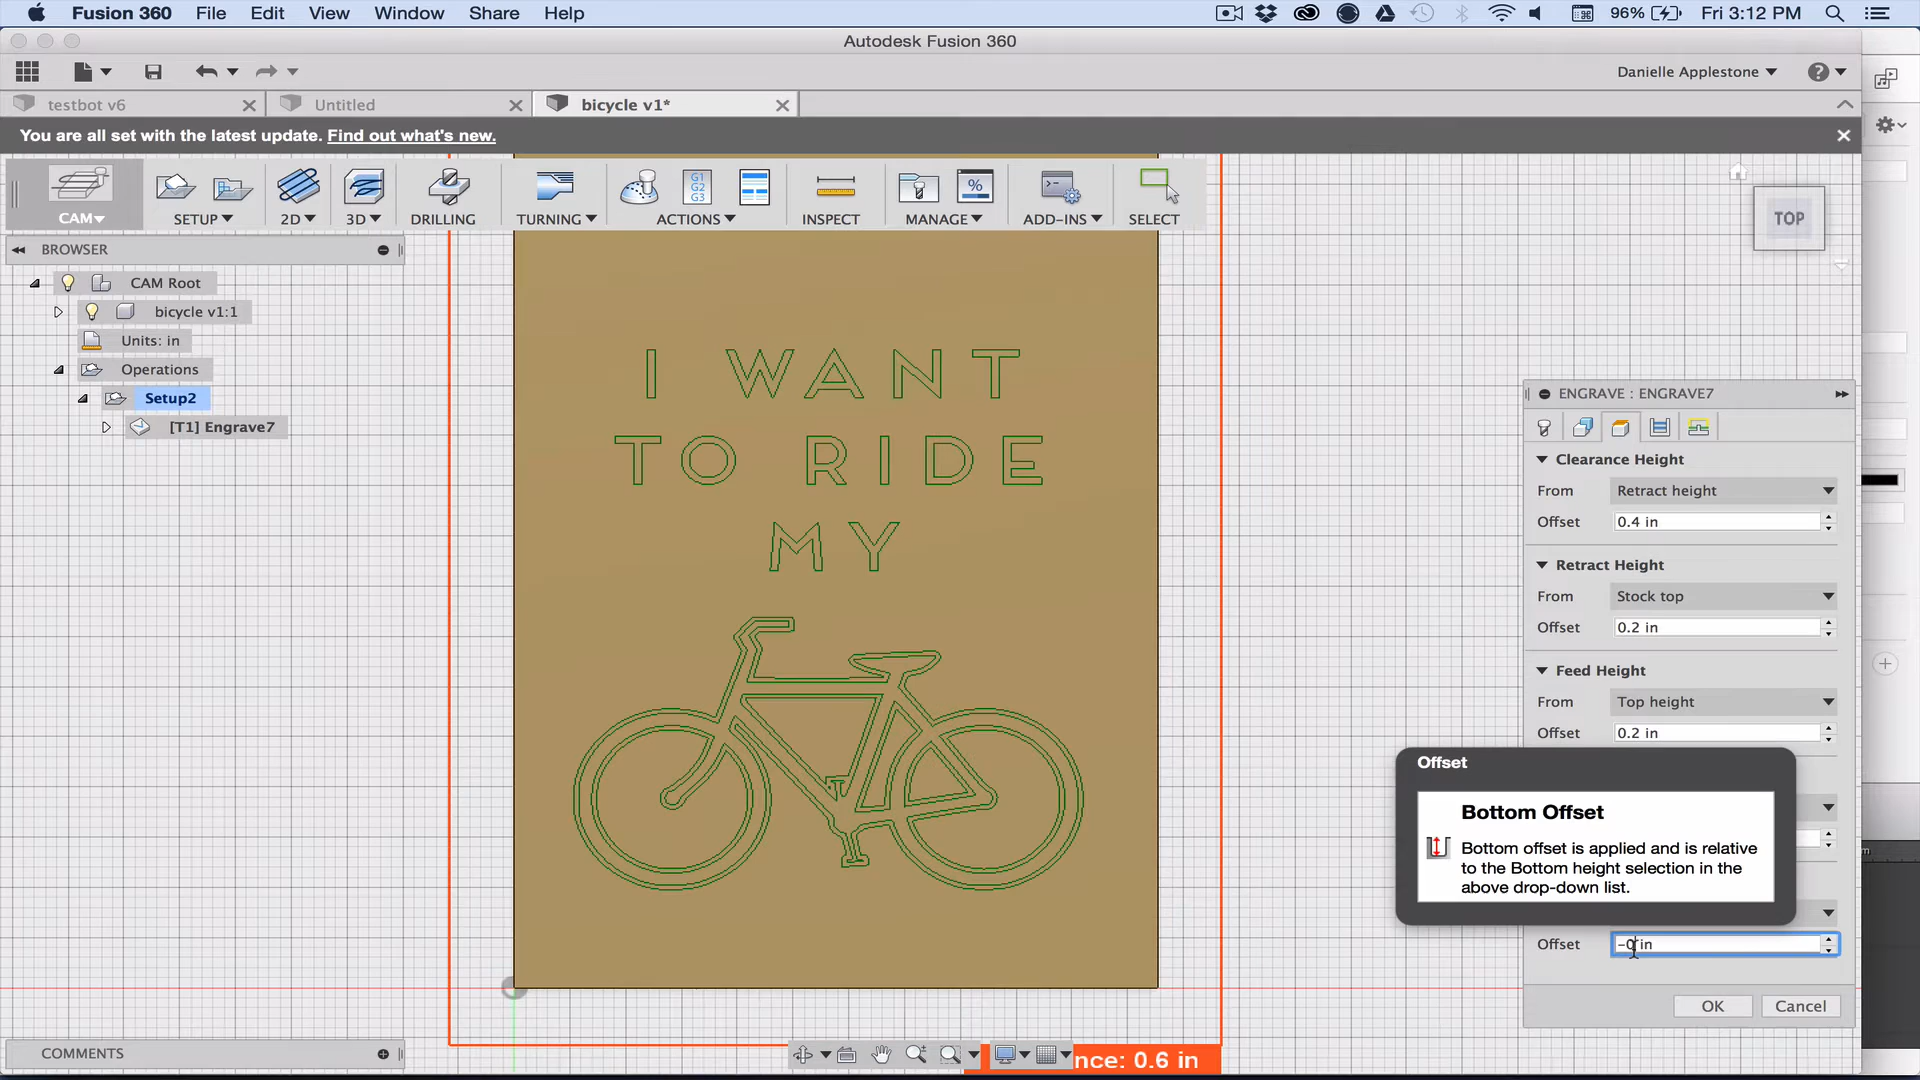 Fusion 360 File Edit View Window Share Help 96% Fri 3:12 PM
Autodesk Fusion 360
Danielle Applestone
testbot v6 Untitled bicycle v1*
You are all set with the latest update. Find out what's new.
CAM SETUP 2D 3D DRILLING TURNING ACTIONS INSPECT MANAGE ADD-INS SELECT
G1
G2
G3
%
TOP
BROWSER
CAM Root
bicycle v1:1
Units: in
Operations
Setup2
[T1] Engrave7
I WANT
TO RIDE
MY
ENGRAVE : ENGRAVE7
Clearance Height
From Retract height
Offset 0.4 in
Retract Height
From Stock top
Offset 0.2 in
Feed Height
From Top height
Offset 0.2 in
Offset
Bottom Offset
Bottom offset is applied and is relative
to the Bottom height selection in the
above drop-down list.
Offset -0 in
OK Cancel
COMMENTS
nce: 0.6 in